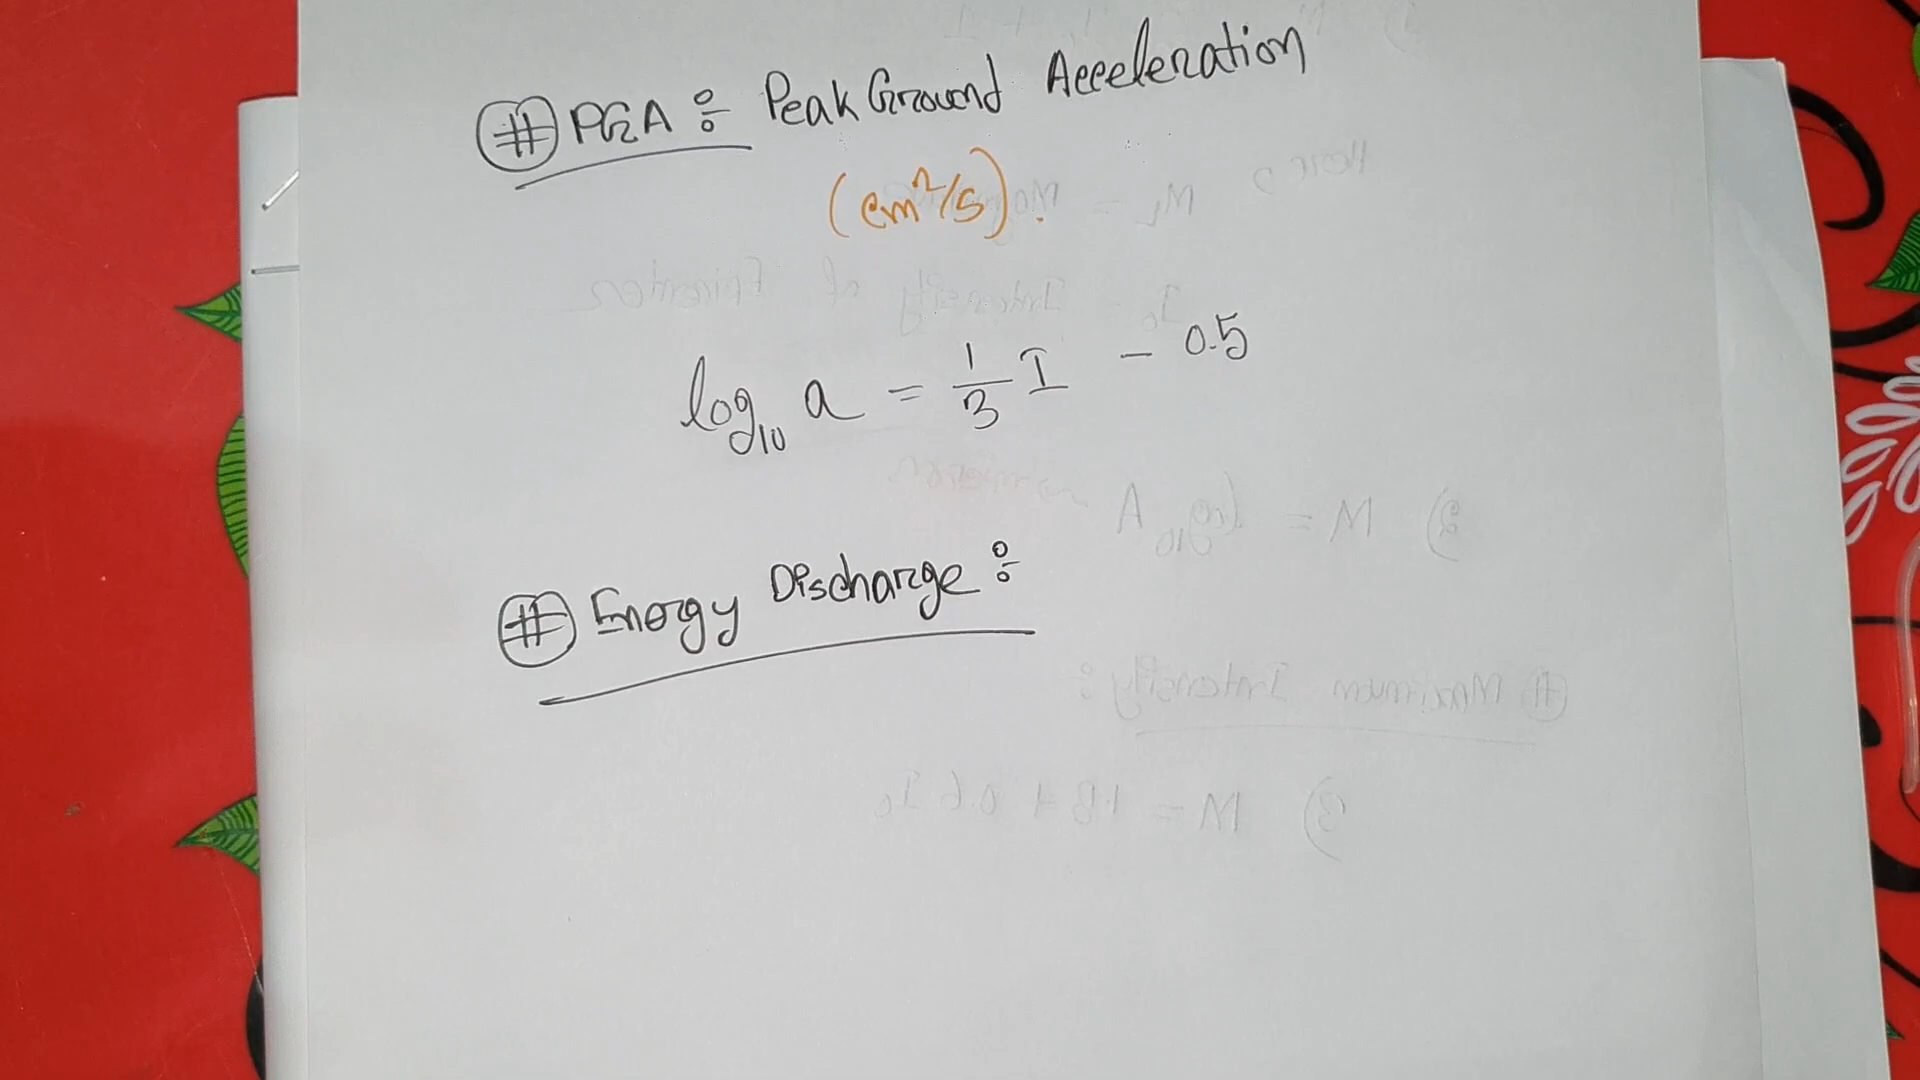 # PGA : Peak Ground Acceleration
(cm²/s).
log₁₀ a = 1/3 I - 0.5
# Energy Discharge :